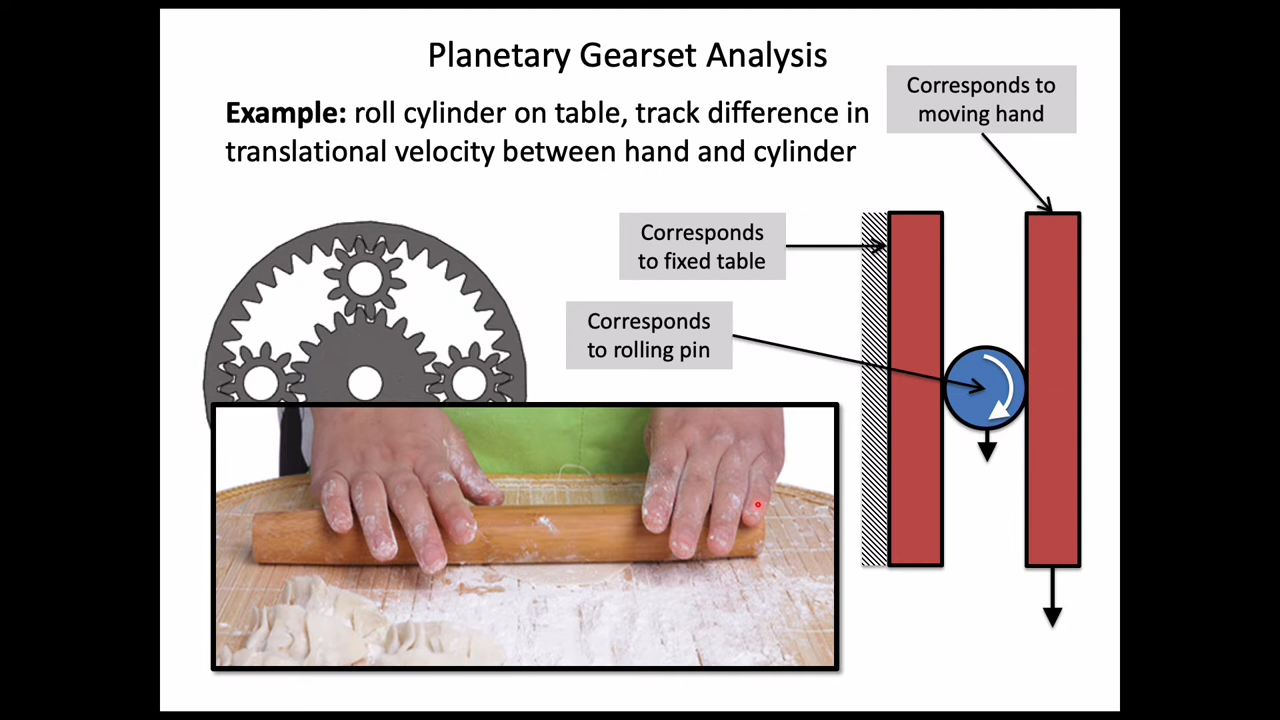 Planetary Gearset Analysis
Example: roll cylinder on table, track difference in
translational velocity between hand and cylinder
Corresponds to
moving hand
Corresponds
to fixed table
Corresponds
to rolling pin